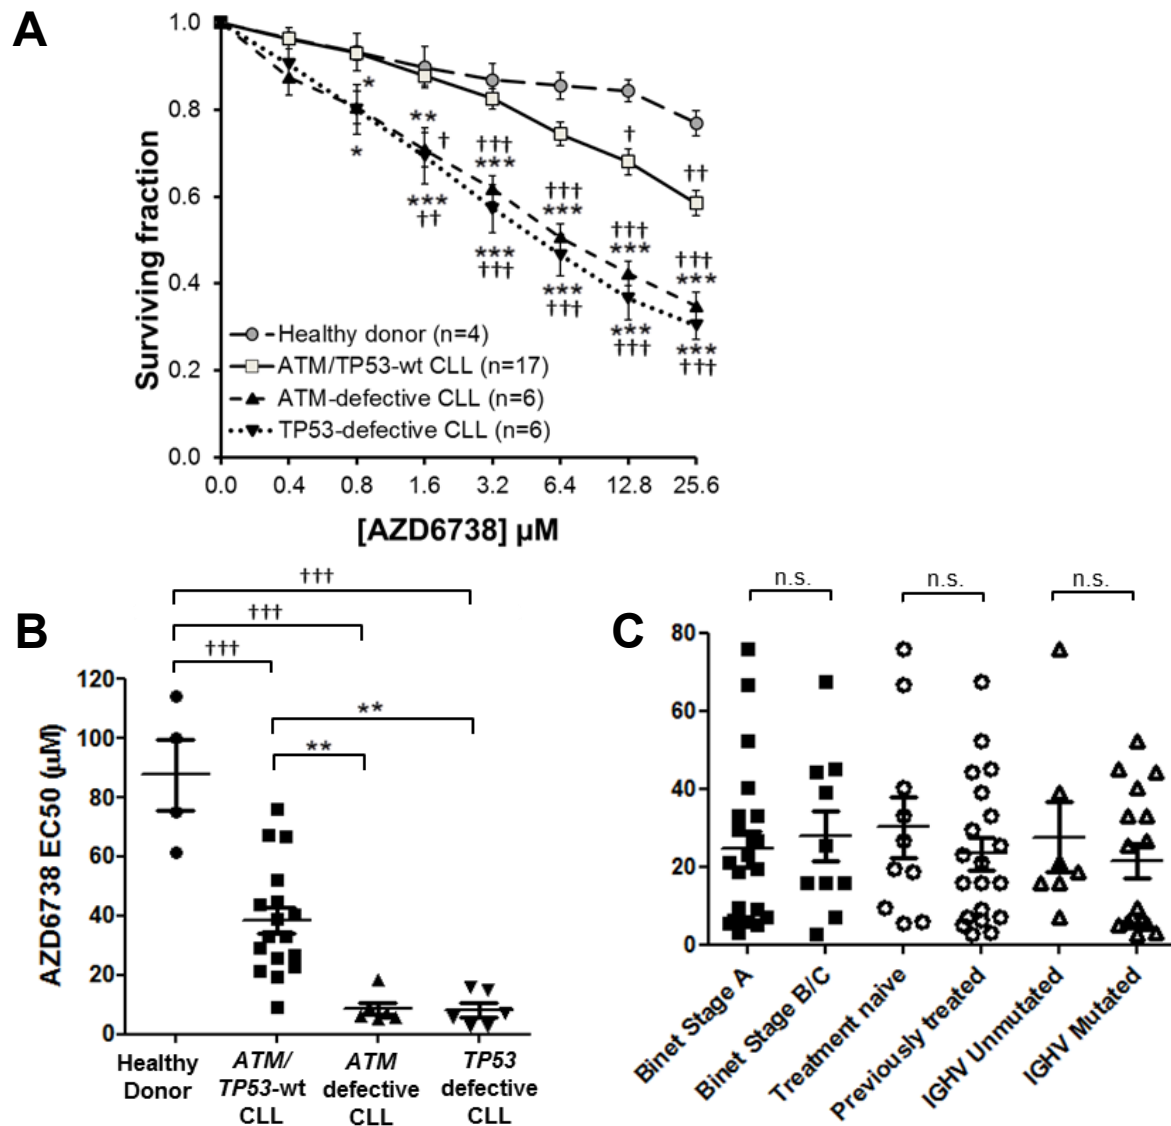 A
1.0
0.8
0.6
0.4
0.2
0.0
Surviving fraction
*
*
**
†
***
††
†††
***
***
†††
†††
***
***
†††
†
†††
***
***
†††
††
†††
***
***
†††
Healthy donor (n=4)
ATM/TP53-wt CLL (n=17)
ATM-defective CLL (n=6)
TP53-defective CLL (n=6)
0.0 0.4 0.8 1.6 3.2 6.4 12.8 25.6
[AZD6738] µM
B
†††
†††
†††
**
**
120
100
80
60
40
20
0
AZD6738 EC50 (µM)
Healthy
Donor
ATM/
TP53-wt
CLL
ATM
defective
CLL
TP53
defective
CLL
C
n.s. n.s. n.s.
80
60
40
20
0
Binet Stage A
Binet Stage B/C
Treatment naive
Previously treated
IGHV Unmutated
IGHV Mutated